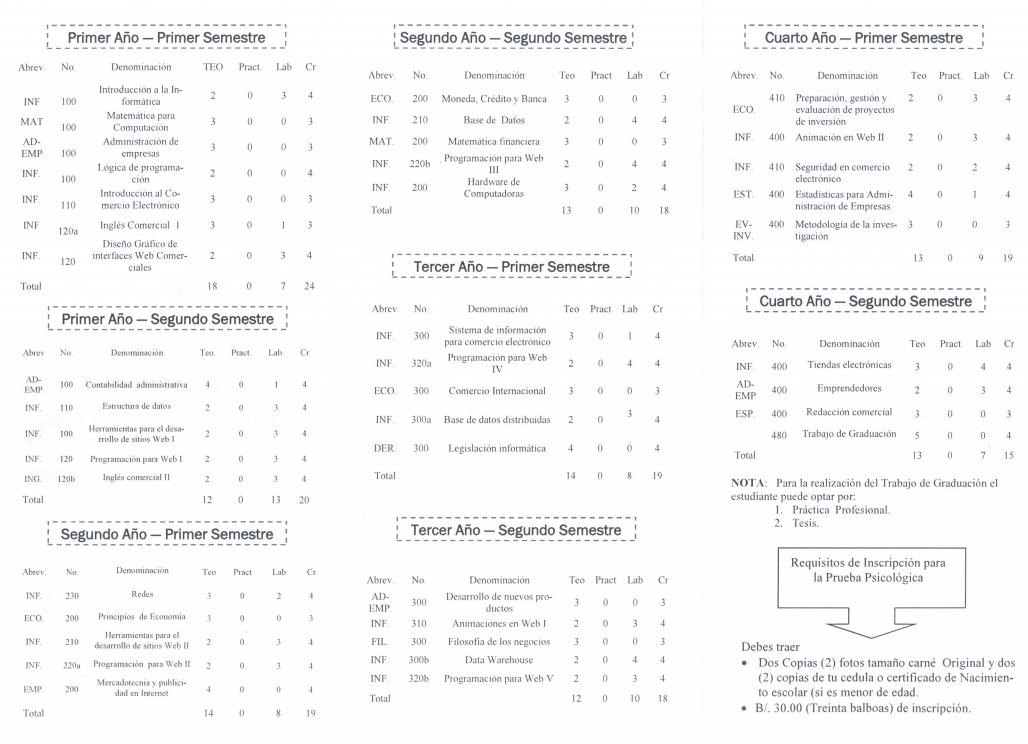 Primer Año — Primer Semestre
Abrev. No. Denominación TEO Pract. Lab Cr
INF 100 Introducción a la In-
formática 2 0 3 4
MAT 100 Matemática para
Computación 3 0 0 3
AD-
EMP 100 Administración de
empresas 3 0 0 3
INF. 100 Lógica de programa-
ción 2 0 0 4
INF. 110 Introducción al Co-
mercio Electrónico 3 0 0 3
INF 120a Inglés Comercial 1 3 0 1 3
INF. 120 Diseño Gráfico de
interfaces Web Comer-
ciales 2 0 3 4
Total 18 0 7 24
Primer Año — Segundo Semestre
Abrev No. Denominación Teo. Pract. Lab. Cr
AD-
EMP 100 Contabilidad administrativa 4 0 1 4
INF. 110 Estructura de datos 2 0 3 4
INF. 100 Herramientas para el desa-
rrollo de sitios Web I 2 0 3 4
INF. 120 Programación para Web I 2 0 3 4
ING. 120b Inglés comercial II 2 0 3 4
Total 12 0 13 20
Segundo Año — Primer Semestre
Abrev. No. Denominación Teo Pract Lab Cr
INF. 230 Redes 3 0 2 4
ECO. 200 Principios de Economía 3 0 0 3
INF. 210 Herramientas para el
desarrollo de sitios Web II 2 0 3 4
INF. 220a Programación para Web II 2 0 3 4
EMP. 200 Mercadotecnia y publici-
dad en Internet 4 0 0 4
Total 14 0 8 19
Segundo Año — Segundo Semestre
Abrev. No. Denominación Teo Pract Lab Cr
ECO. 200 Moneda, Crédito y Banca 3 0 0 3
INF. 210 Base de Datos 2 0 4 4
MAT. 200 Matemática financiera 3 0 0 3
INF. 220b Programación para Web
III 2 0 4 4
INF. 200 Hardware de
Computadoras 3 0 2 4
Total 13 0 10 18
Tercer Año — Primer Semestre
Abrev. No. Denominación Teo Pract Lab Cr
INF. 300 Sistema de información
para comercio electrónico 3 0 1 4
INF. 320a Programación para Web
IV 2 0 4 4
ECO. 300 Comercio Internacional 3 0 0 3
INF. 300a Base de datos distribuidas 2 0 3 4
DER. 300 Legislación informática 4 0 0 4
Total 14 0 8 19
Tercer Año — Segundo Semestre
Abrev. No. Denominación Teo Pract Lab Cr
AD-
EMP. 300 Desarrollo de nuevos pro-
ductos 3 0 0 3
INF. 310 Animaciones en Web I 2 0 3 4
FIL. 300 Filosofía de los negocios 3 0 0 3
INF. 300b Data Warehouse 2 0 4 4
INF. 320b Programación para Web V 2 0 3 4
Total 12 0 10 18
Cuarto Año — Primer Semestre
Abrev. No. Denominación Teo Pract. Lab Cr
ECO. 410 Preparación, gestión y
evaluación de proyectos
de inversión 2 0 3 4
INF. 400 Animación en Web II 2 0 3 4
INF. 410 Seguridad en comercio
electrónico 2 0 2 4
EST. 400 Estadísticas para Admi-
nistración de Empresas 4 0 1 4
EV-
INV. 400 Metodología de la inves-
tigación 3 0 0 3
Total 13 0 9 19
Cuarto Año — Segundo Semestre
Abrev. No. Denominación Teo Pract Lab Cr
INF. 400 Tiendas electrónicas 3 0 4 4
AD-
EMP 400 Emprendedores 2 0 3 4
ESP. 400 Redacción comercial 3 0 0 3
480 Trabajo de Graduación 5 0 0 4
Total 13 0 7 15
NOTA: Para la realización del Trabajo de Graduación el
estudiante puede optar por:
1. Práctica Profesional.
2. Tesis.
Requisitos de Inscripción para
la Prueba Psicológica
Debes traer
• Dos Copias (2) fotos tamaño carné Original y dos
(2) copias de tu cedula o certificado de Nacimien-
to escolar (si es menor de edad.
• B/. 30.00 (Treinta balboas) de inscripción.